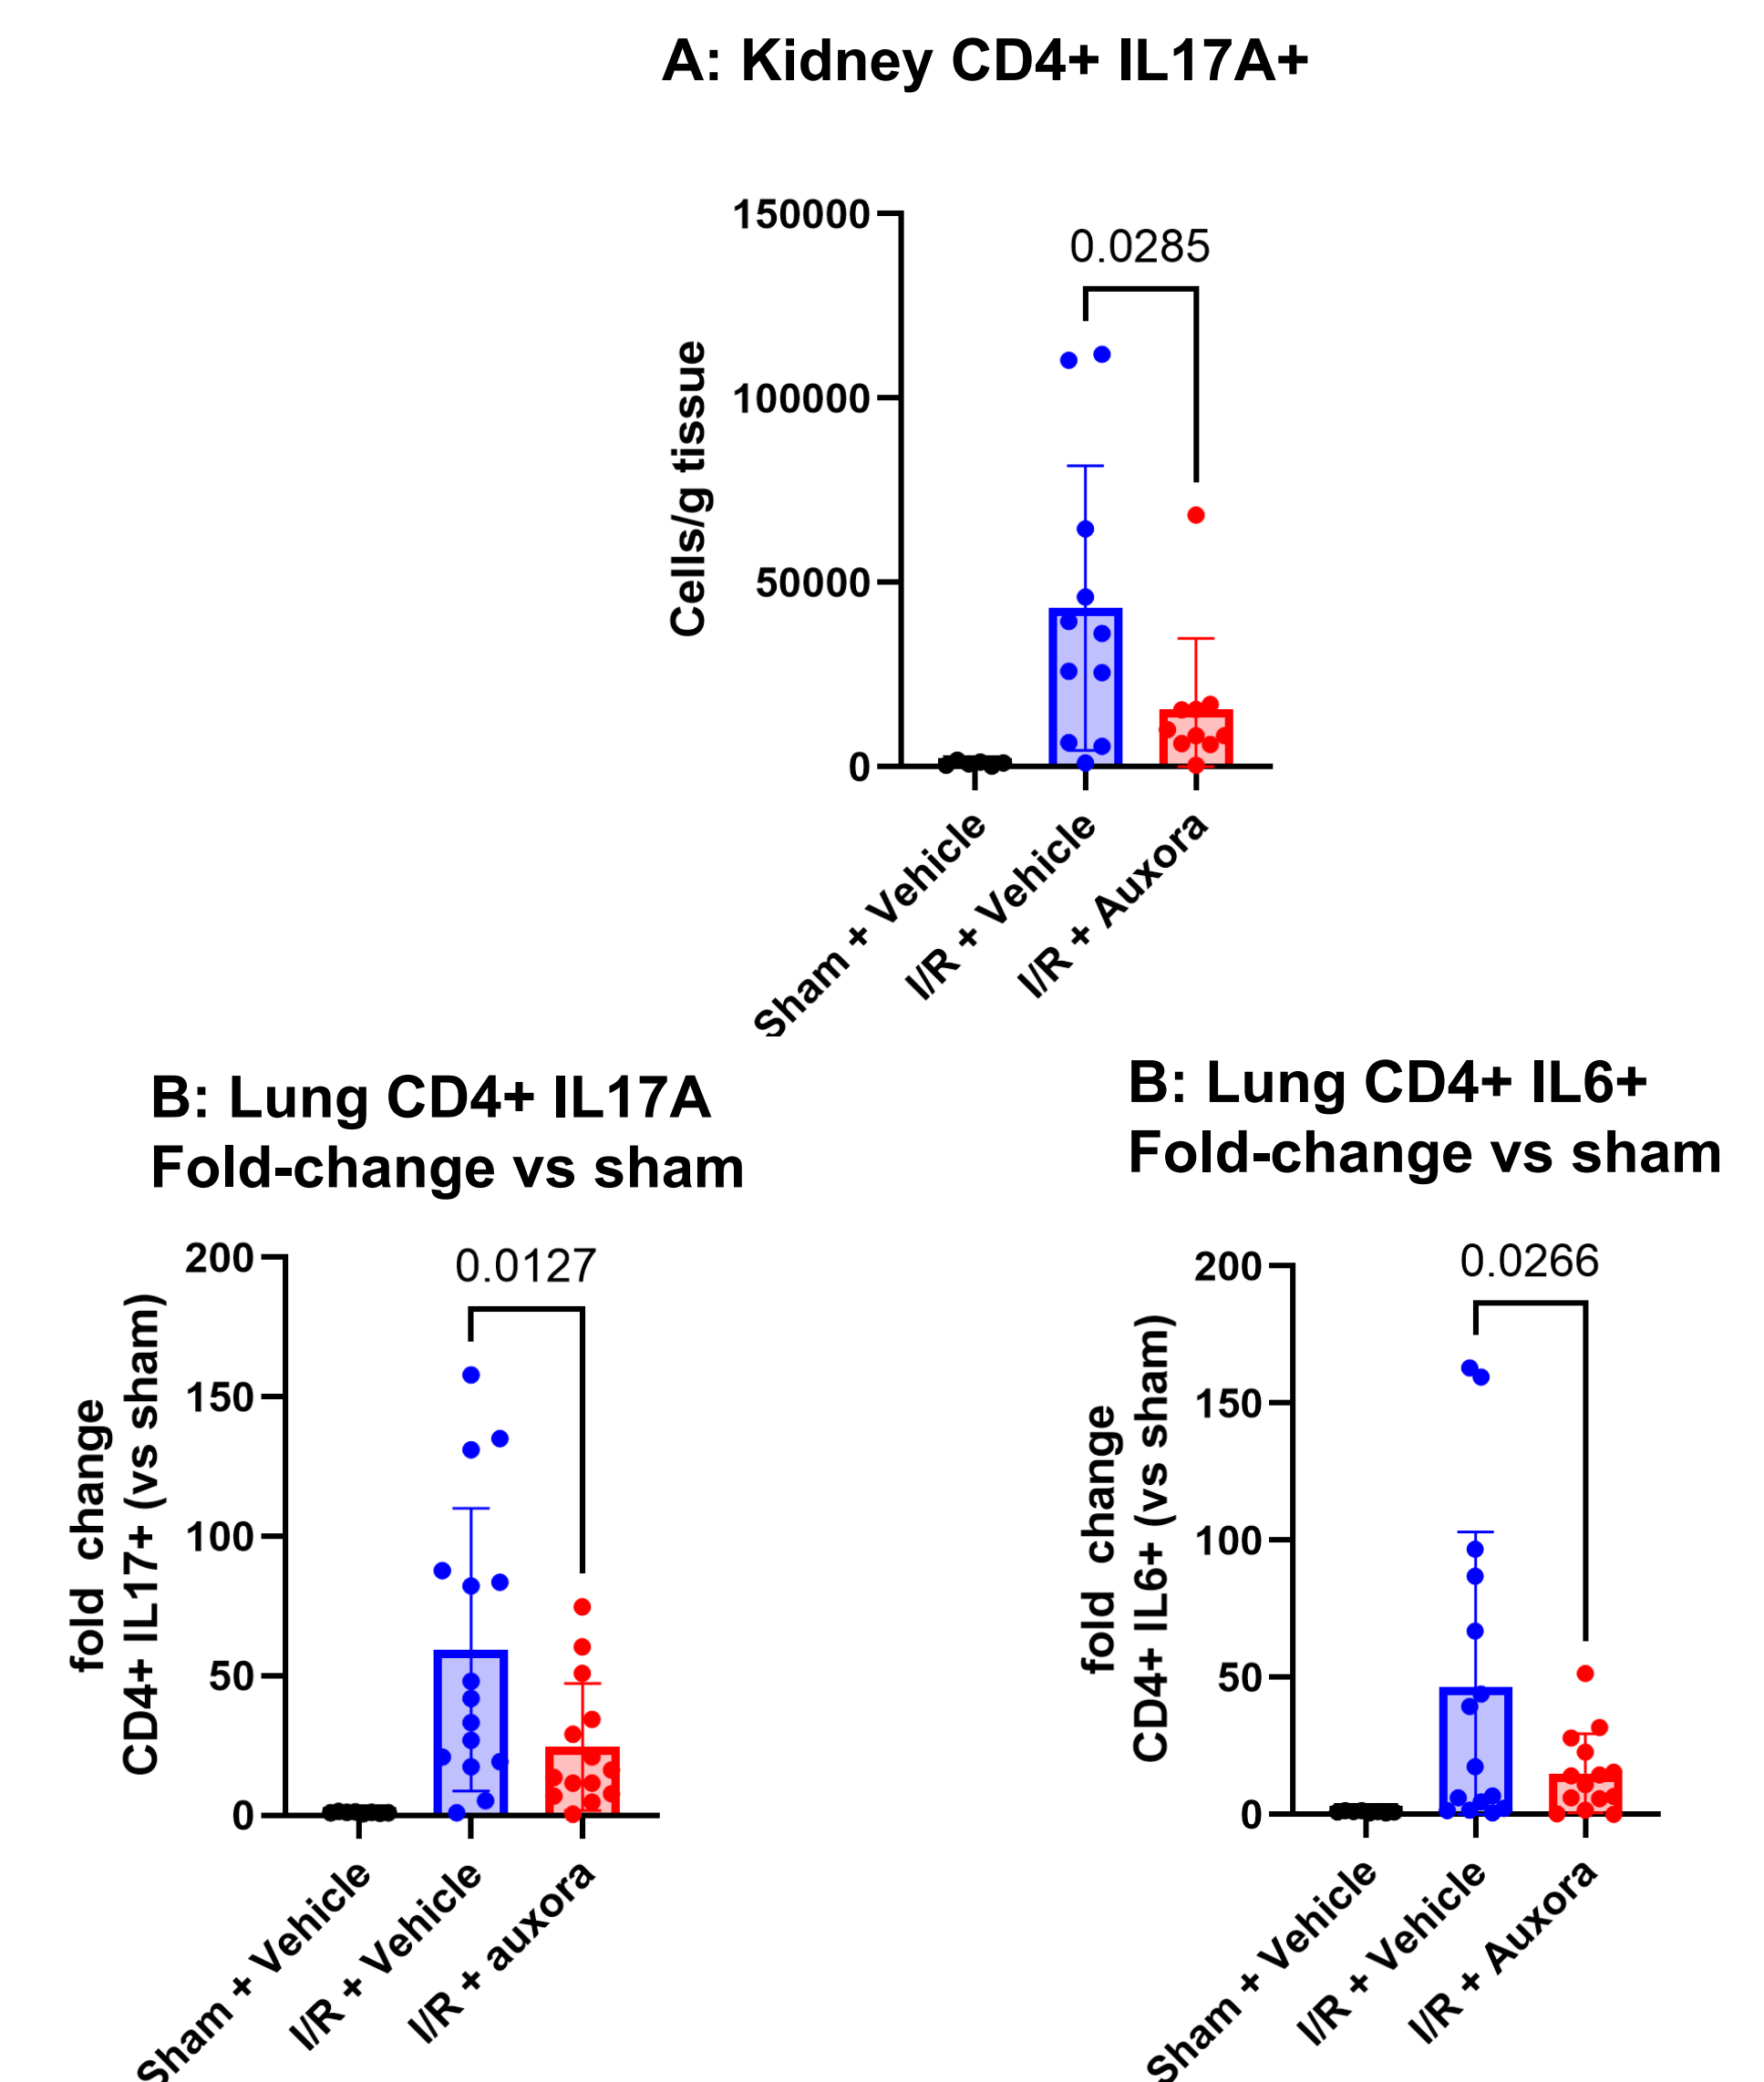 A: Kidney CD4+ IL17A+
150000
100000
50000
0
Cells/g tissue
0.0285
Sham + Vehicle
I/R + Vehicle
I/R + Auxora
B: Lung CD4+ IL17A
Fold-change vs sham
200
150
100
50
0
fold change
CD4+ IL17+ (vs sham)
0.0127
Sham + Vehicle
I/R + Vehicle
I/R + auxora
B: Lung CD4+ IL6+
Fold-change vs sham
200
150
100
50
0
fold change
CD4+ IL6+ (vs sham)
0.0266
Sham + Vehicle
I/R + Vehicle
I/R + Auxora